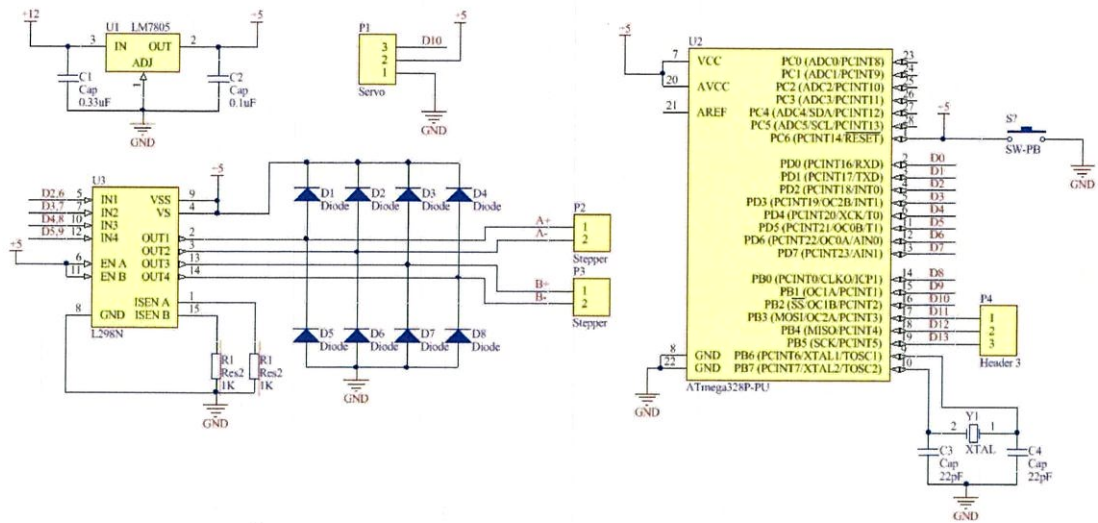 +12
U1 LM7805
+5
3 IN OUT 2
ADJ
1
C1
Cap
0.33uF
C2
Cap
0.1uF
GND
P1
+5
3 D10
2
1
Servo
GND
U3
+5
D2,6 5 IN1
D3,7 7 IN2
D4,8 10 IN3
D5,9 12 IN4
VSS 9
VS 4
OUT1 2
OUT2 3
OUT3 13
OUT4 14
+5
6 EN A
11 EN B
ISEN A 1
ISEN B 15
8 GND
L298N
R1
Res2
1K
R1
Res2
1K
GND
D1
Diode
D2
Diode
D3
Diode
D4
Diode
D5
Diode
D6
Diode
D7
Diode
D8
Diode
GND
A+
A-
P2
1
2
Stepper
B+
B-
P3
1
2
Stepper
+5
U2
7 VCC
20 AVCC
21 AREF
PC0 (ADC0/PCINT8) 23
PC1 (ADC1/PCINT9)
PC2 (ADC2/PCINT10)
PC3 (ADC3/PCINT11)
PC4 (ADC4/SDA/PCINT12)
PC5 (ADC5/SCL/PCINT13)
PC6 (PCINT14/RESET)
+5
S?
SW-PB
GND
PD0 (PCINT16/RXD) 2 D0
PD1 (PCINT17/TXD) D1
PD2 (PCINT18/INT0) D2
PD3 (PCINT19/OC2B/INT1) D3
PD4 (PCINT20/XCK/T0) D4
PD5 (PCINT21/OC0B/T1) D5
PD6 (PCINT22/OC0A/AIN0) D6
PD7 (PCINT23/AIN1) D7
PB0 (PCINT0/CLKO/ICP1) 14 D8
PB1 (OC1A/PCINT1) D9
PB2 (SS/OC1B/PCINT2) D10
PB3 (MOSI/OC2A/PCINT3) D11
PB4 (MISO/PCINT4) D12
PB5 (SCK/PCINT5) D13
PB6 (PCINT6/XTAL1/TOSC1)
PB7 (PCINT7/XTAL2/TOSC2)
8 GND
22 GND
GND
ATmega328P-PU
P4
1
2
3
Header 3
Y1
2 1
XTAL
C3
Cap
22pF
C4
Cap
22pF
GND